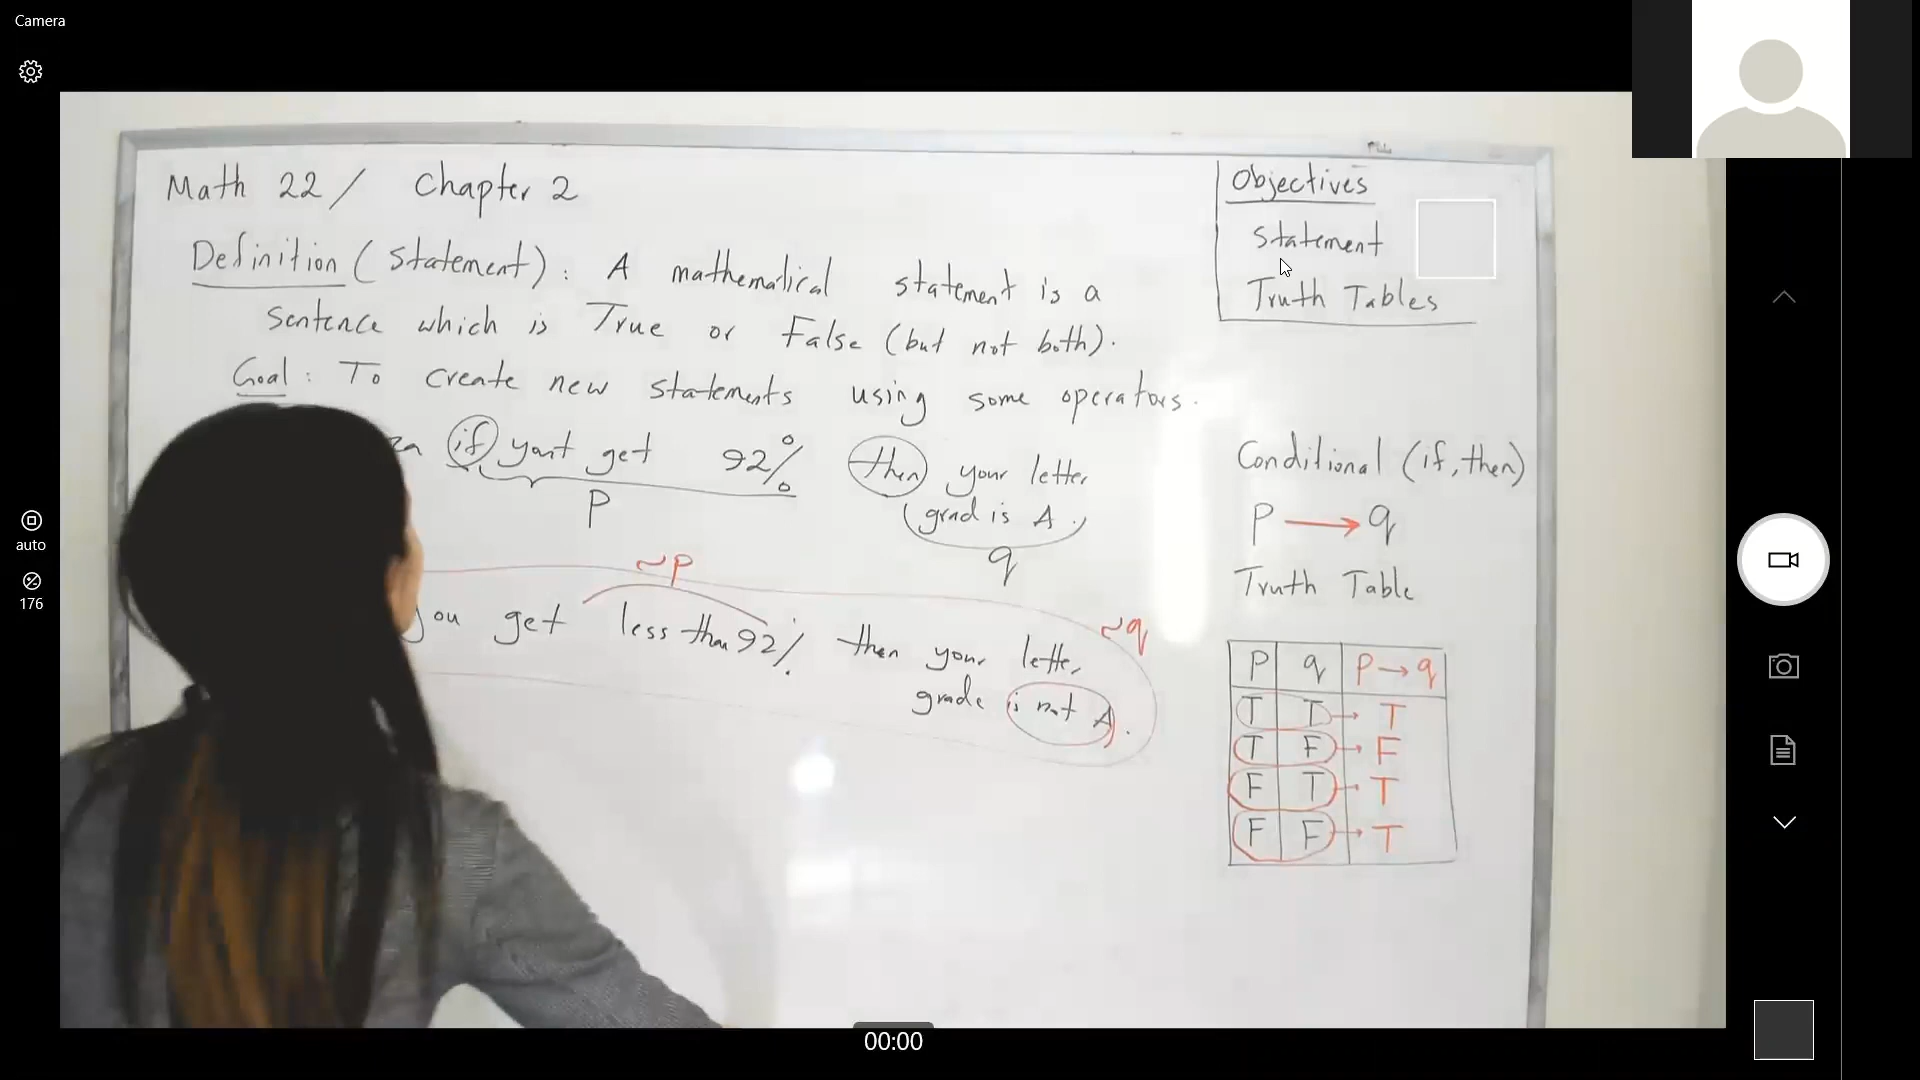 Camera
Math 22 / Chapter 2
Definition (statement): A mathematical statement is a
sentence which is True or False (but not both).
Goal: To create new statements using some operators.
if yout get 92% then your letter
grad is A.
P
q
~P
you get less than 92% then your lette
~q
grade is not A.
Objectives
Statement
Truth Tables
Conditional (if, then)
P → q
Truth Table
P q P → q
T T → T
T F → F
F T → T
F F → T
auto
176
00:00